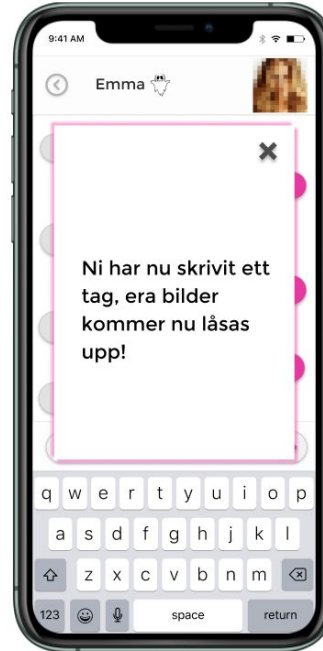 9:41 AM
Emma
Ni har nu skrivit ett
tag, era bilder
kommer nu låsas
upp!
q w e r t y u i o p
a s d f g h j k l
z x c v b n m
123 space return